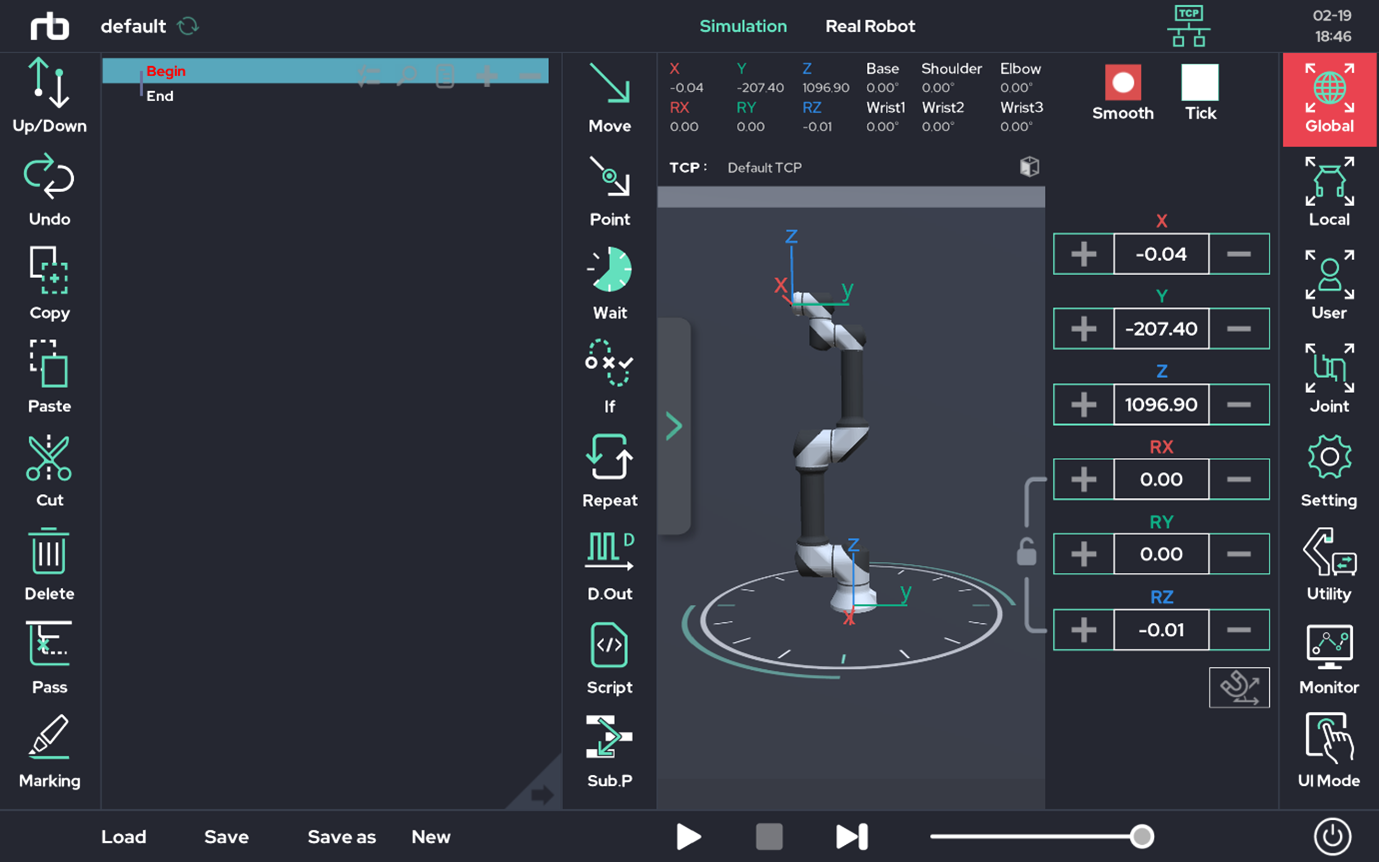 rb
default
Simulation
Real Robot
TCP
02-19
18:46
Up/Down
Undo
Copy
Paste
Cut
Delete
Pass
Marking
Begin
End
Move
Point
Wait
If
Repeat
D
D.Out
Script
Sub.P
X Y Z Base Shoulder Elbow
-0.04 -207.40 1096.90 0.00° 0.00° 0.00°
RX RY RZ Wrist1 Wrist2 Wrist3
0.00 0.00 -0.01 0.00° 0.00° 0.00°
TCP : Default TCP
Z
X
y
Z
y
X
Smooth
Tick
X
-0.04
Y
-207.40
Z
1096.90
RX
0.00
RY
0.00
RZ
-0.01
Global
Local
User
Joint
Setting
Utility
Monitor
UI Mode
Load
Save
Save as
New